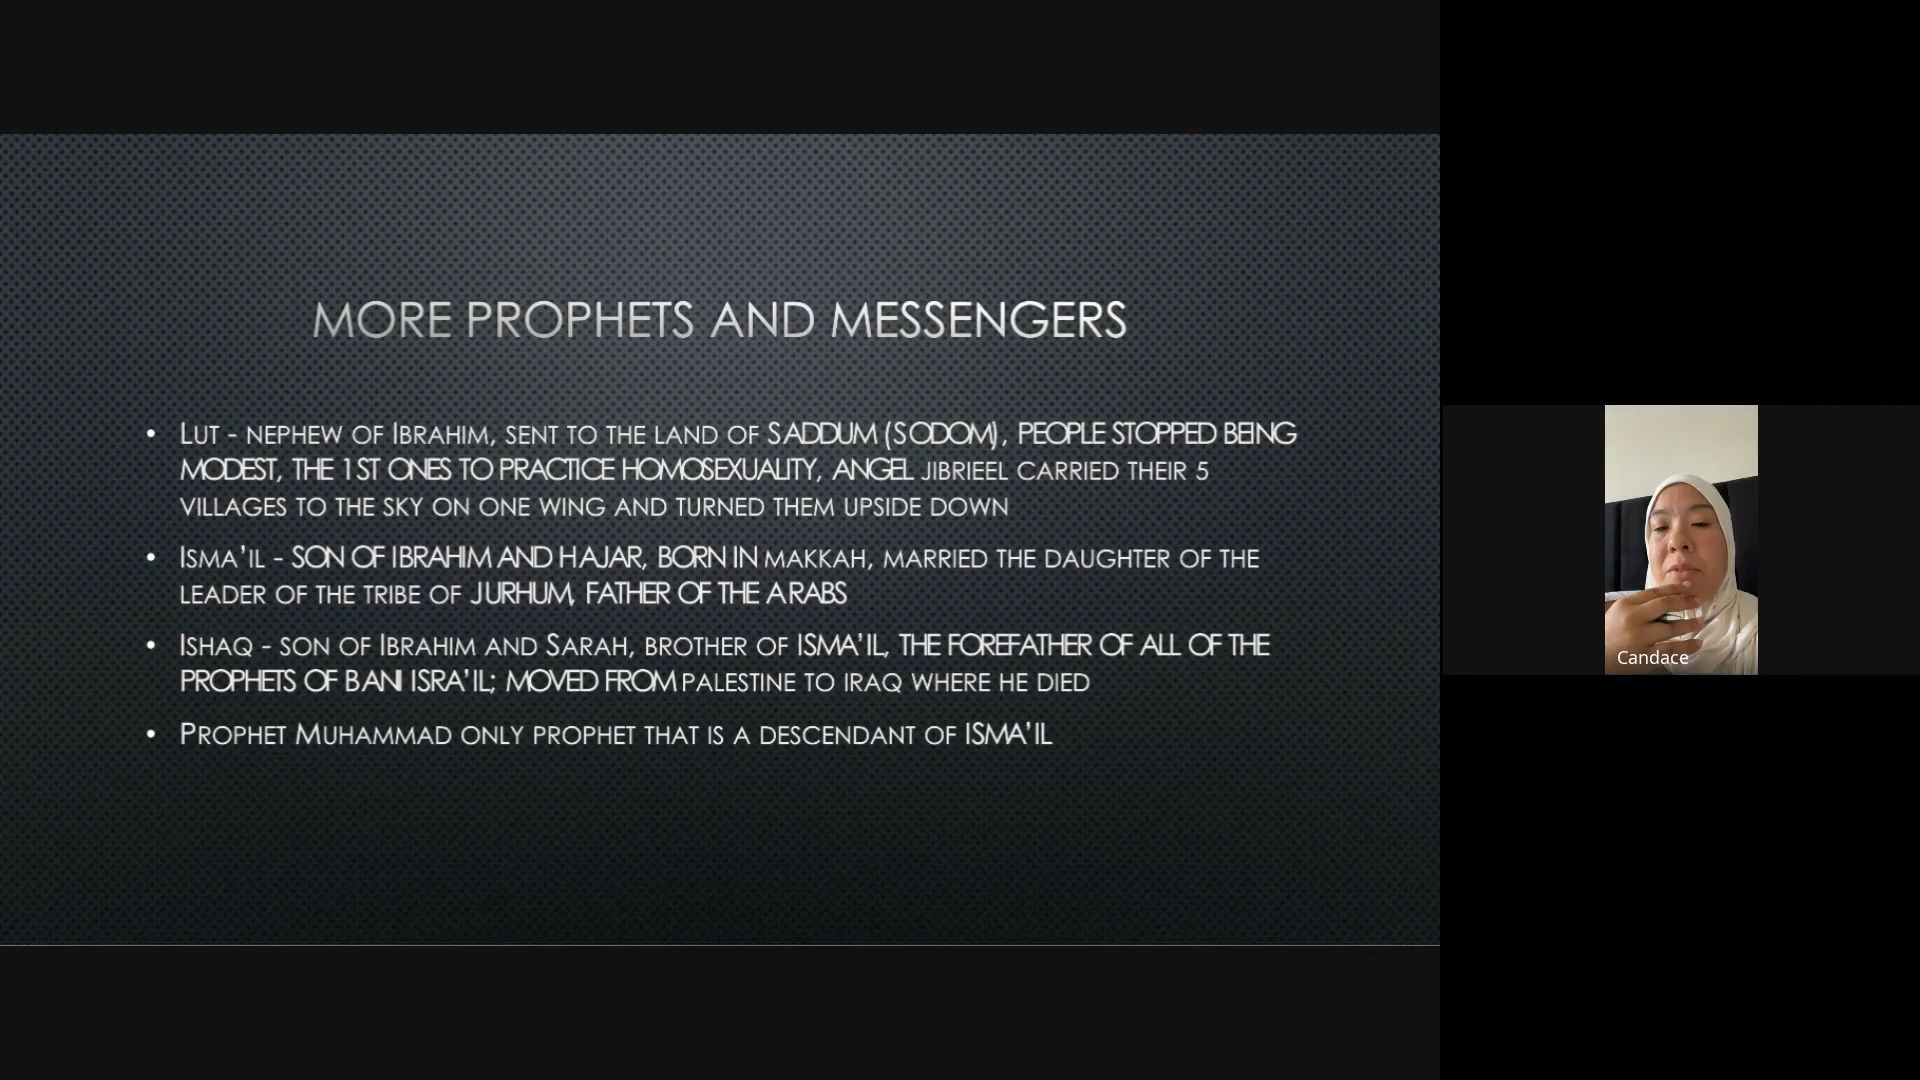 MORE PROPHETS AND MESSENGERS
• LUT - NEPHEW OF IBRAHIM, SENT TO THE LAND OF SADDUM (SODOM), PEOPLE STOPPED BEING
MODEST, THE 1ST ONES TO PRACTICE HOMOSEXUALITY, ANGEL JIBRIEEL CARRIED THEIR 5
VILLAGES TO THE SKY ON ONE WING AND TURNED THEM UPSIDE DOWN
• ISMA'IL - SON OF IBRAHIM AND HAJAR, BORN IN MAKKAH, MARRIED THE DAUGHTER OF THE
LEADER OF THE TRIBE OF JURHUM, FATHER OF THE ARABS
• ISHAQ - SON OF IBRAHIM AND SARAH, BROTHER OF ISMA'IL, THE FOREFATHER OF ALL OF THE
PROPHETS OF BANI ISRA'IL; MOVED FROM PALESTINE TO IRAQ WHERE HE DIED
• PROPHET MUHAMMAD ONLY PROPHET THAT IS A DESCENDANT OF ISMA'IL
Candace